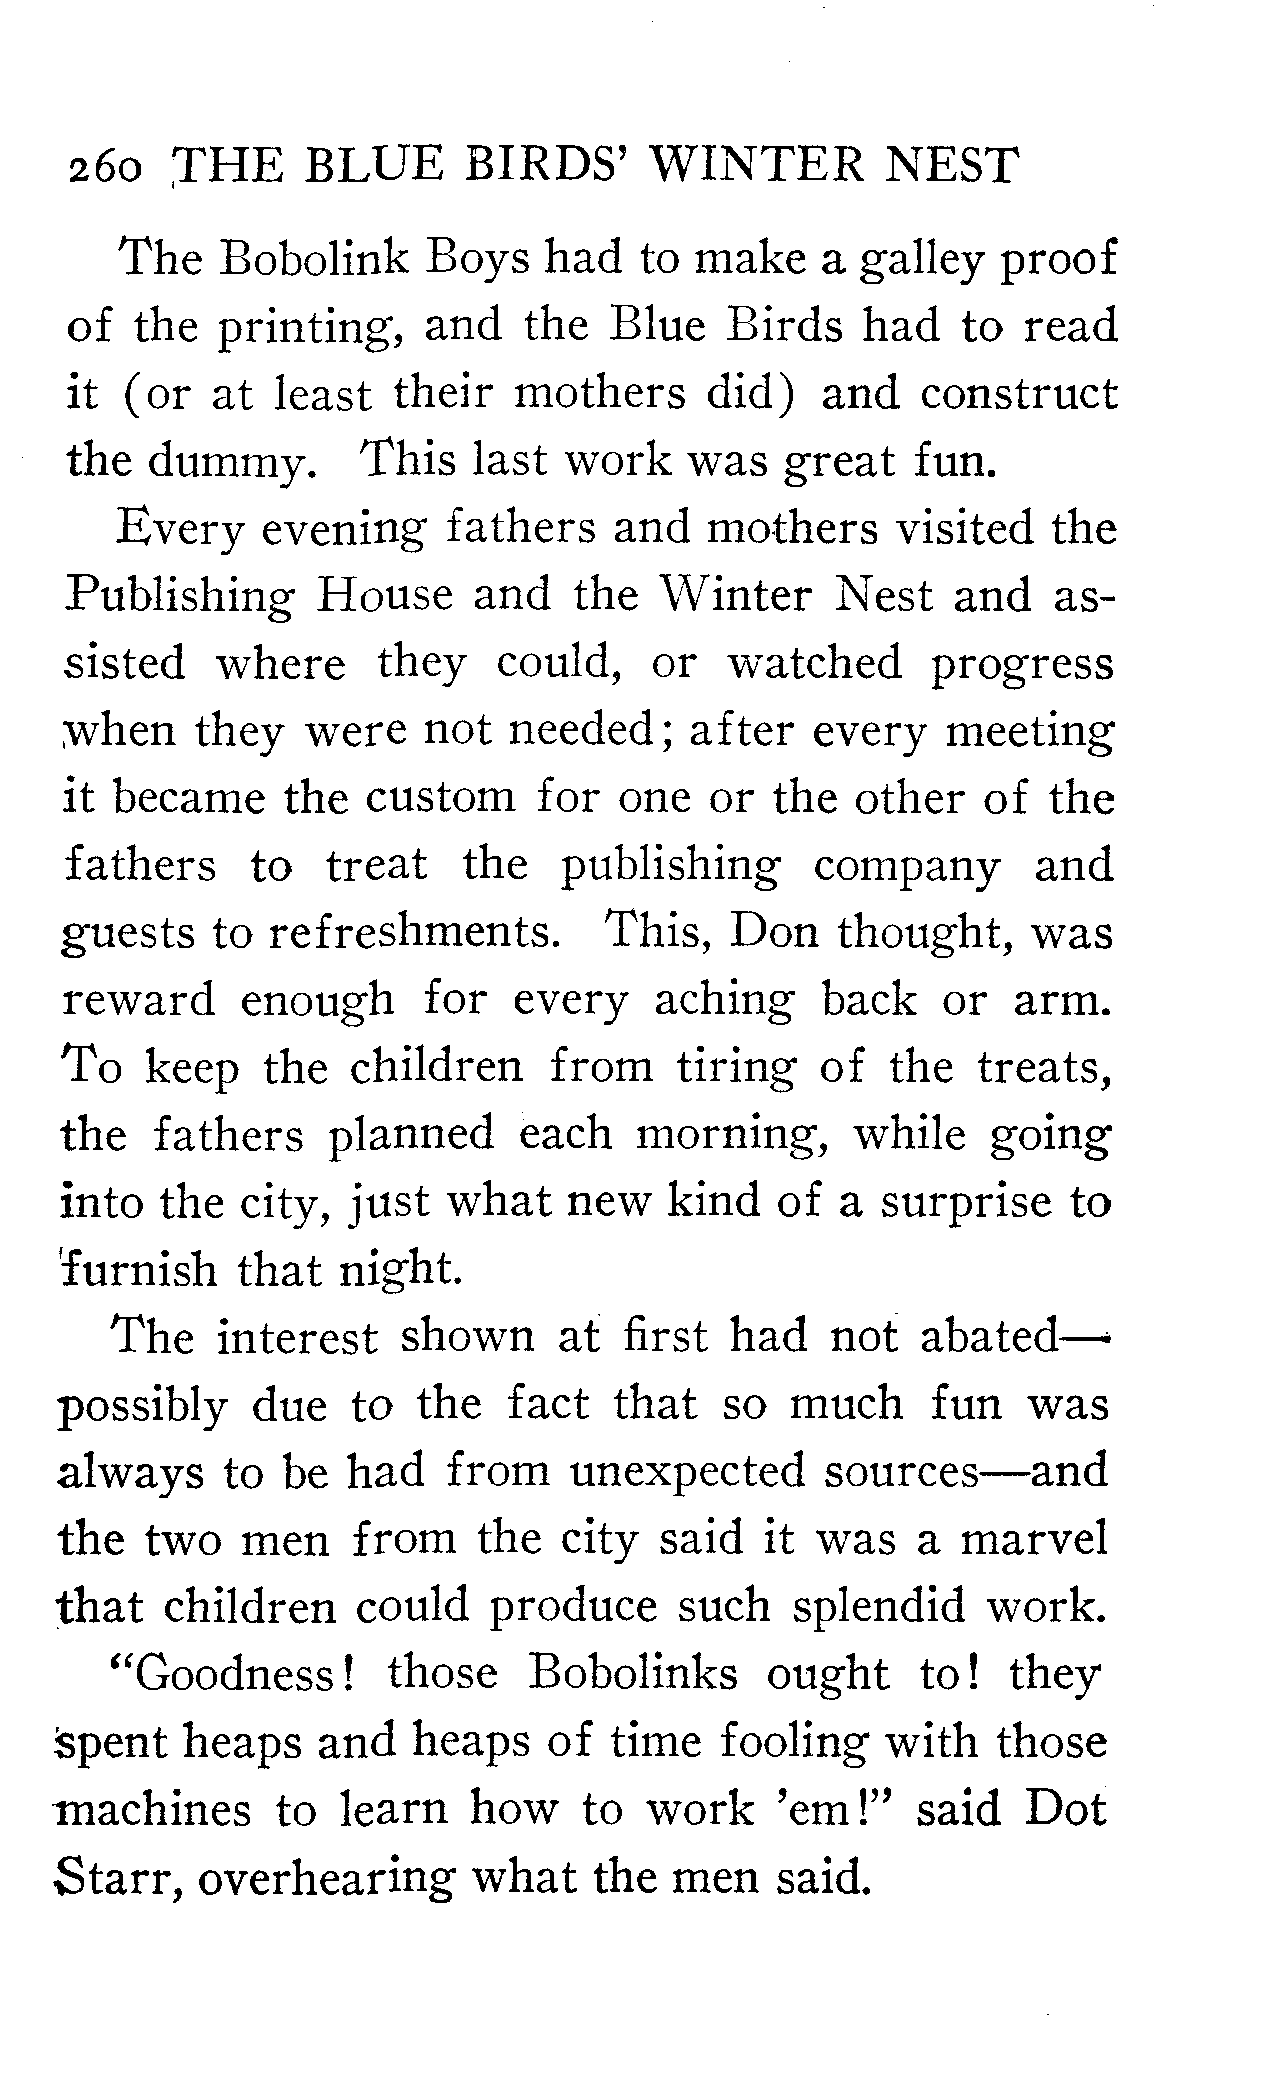 260 THE BLUE BIRDS' WINTER NEST
The Bobolink Boys had to make a galley proof
of the printing, and the Blue Birds had to read
it (or at least their mothers did) and construct
the dummy. This last work was great fun.
Every evening fathers and mothers visited the
Publishing House and the Winter Nest and as-
sisted where they could, or watched progress
when they were not needed; after every meeting
it became the custom for one or the other of the
fathers to treat the publishing company and
guests to refreshments. This, Don thought, was
reward enough for every aching back or arm.
To keep the children from tiring of the treats,
the fathers planned each morning, while going
into the city, just what new kind of a surprise to
furnish that night.
The interest shown at first had not abated—
possibly due to the fact that so much fun was
always to be had from unexpected sources—and
the two men from the city said it was a marvel
that children could produce such splendid work.
"Goodness! those Bobolinks ought to! they
spent heaps and heaps of time fooling with those
machines to learn how to work 'em!" said Dot
Starr, overhearing what the men said.